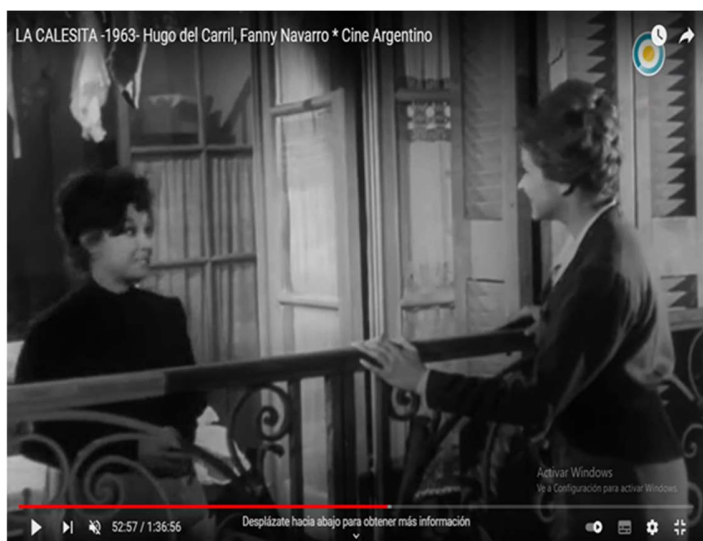 LA CALESITA -1963- Hugo del Carril, Fanny Navarro * Cine Argentino
Activar Windows
Ve a Configuración para activar Windows.
52:57 / 1:36:56
Desplázate hacia abajo para obtener más información